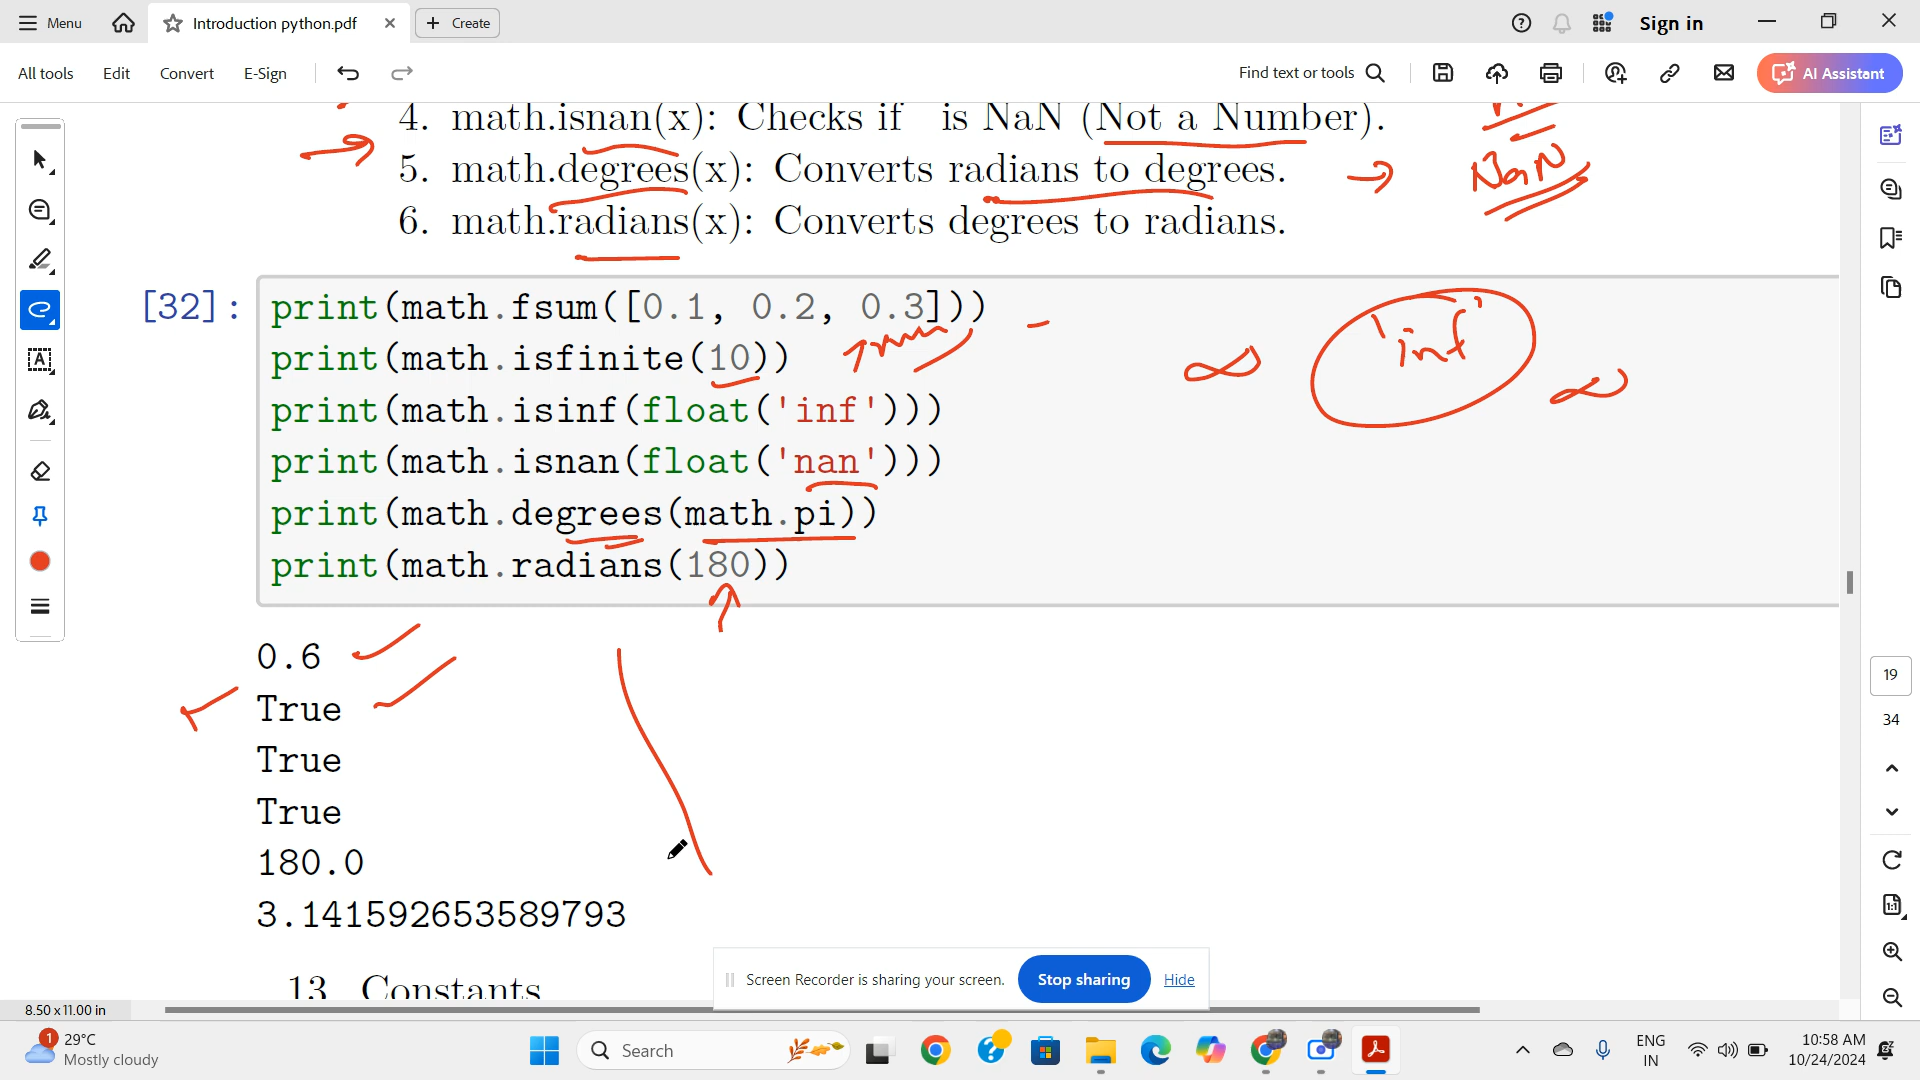 Menu
Introduction python.pdf
Create
Sign in
All tools
Edit
Convert
E-Sign
Find text or tools
AI Assistant
4. math.isnan(x): Checks if is NaN (Not a Number).
5. math.degrees(x): Converts radians to degrees.
NaN
6. math.radians(x): Converts degrees to radians.
[32]: print(math.fsum([0.1, 0.2, 0.3]))
print(math.isfinite(10))
'inf'
print(math.isinf(float('inf')))
∞ ∞
print(math.isnan(float('nan')))
print(math.degrees(math.pi))
print(math.radians(180))
0.6
True
True
True
180.0
3.141592653589793
13. Constants
19
34
Screen Recorder is sharing your screen.
Stop sharing
Hide
8.50 x 11.00 in
1
29°C
Mostly cloudy
Search
ENG
IN
10:58 AM
10/24/2024